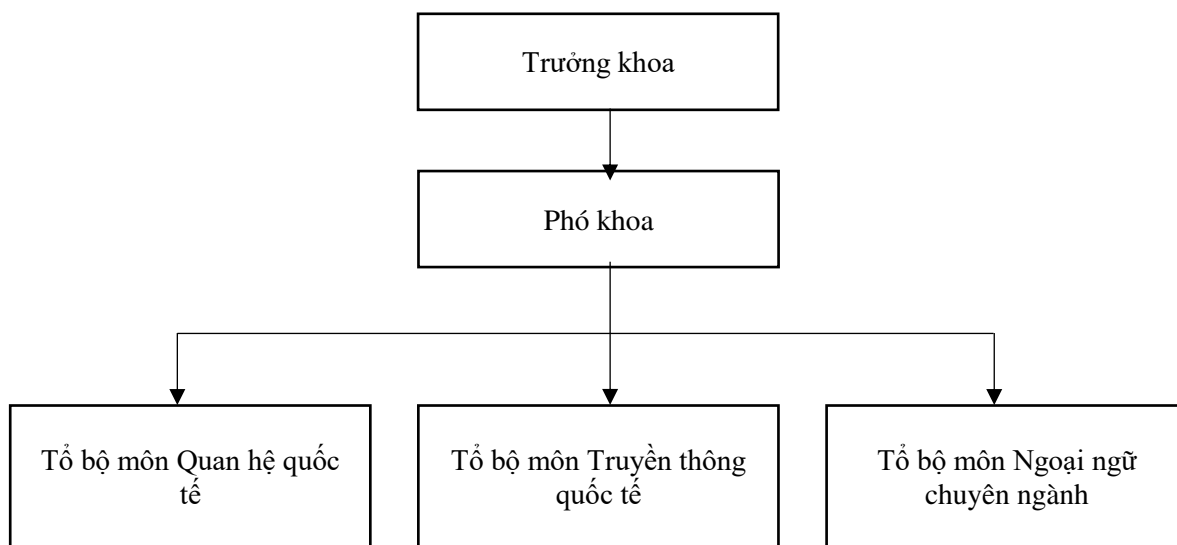 Trưởng khoa
Phó khoa
Tổ bộ môn Quan hệ quốc
tế
Tổ bộ môn Truyền thông
quốc tế
Tổ bộ môn Ngoại ngữ
chuyên ngành